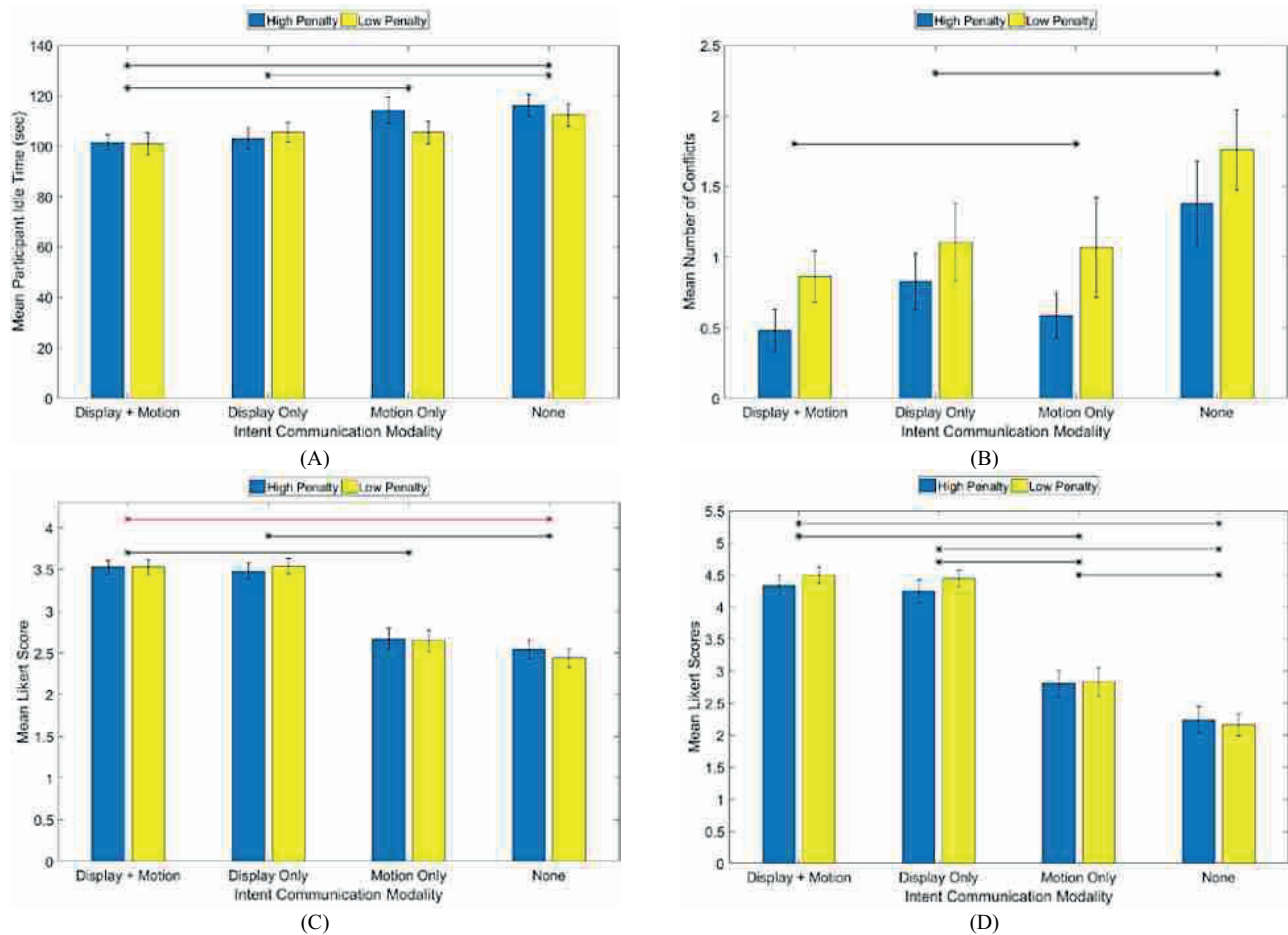 High Penalty Low Penalty
140
120
100
80
60
40
20
0
Mean Participant Idle Time (sec)
Display + Motion Display Only Motion Only None
Intent Communication Modality
(A)
High Penalty Low Penalty
2.5
2
1.5
1
0.5
0
Mean Number of Conflicts
Display + Motion Display Only Motion Only None
Intent Communication Modality
(B)
High Penalty Low Penalty
4
3.5
3
2.5
2
1.5
1
0.5
0
Mean Likert Score
Display + Motion Display Only Motion Only None
Intent Communication Modality
(C)
High Penalty Low Penalty
5.5
5
4.5
4
3.5
3
2.5
2
1.5
1
0.5
0
Mean Likert Scores
Display + Motion Display Only Motion Only None
Intent Communication Modality
(D)